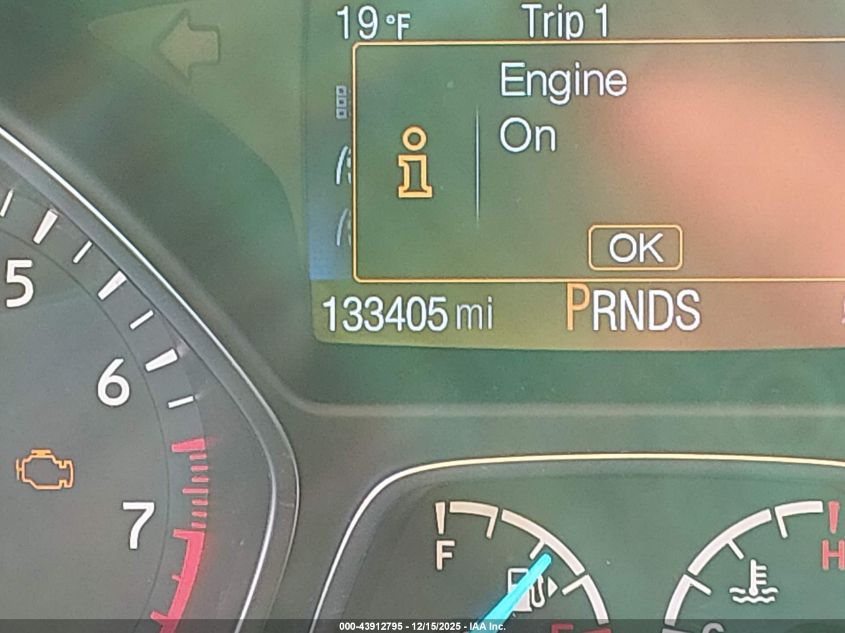 19°F Trip 1
Engine
On
OK
133405 mi PRNDS
5
6
7
F
H
000-43912795 - 12/15/2025 - IAA Inc.